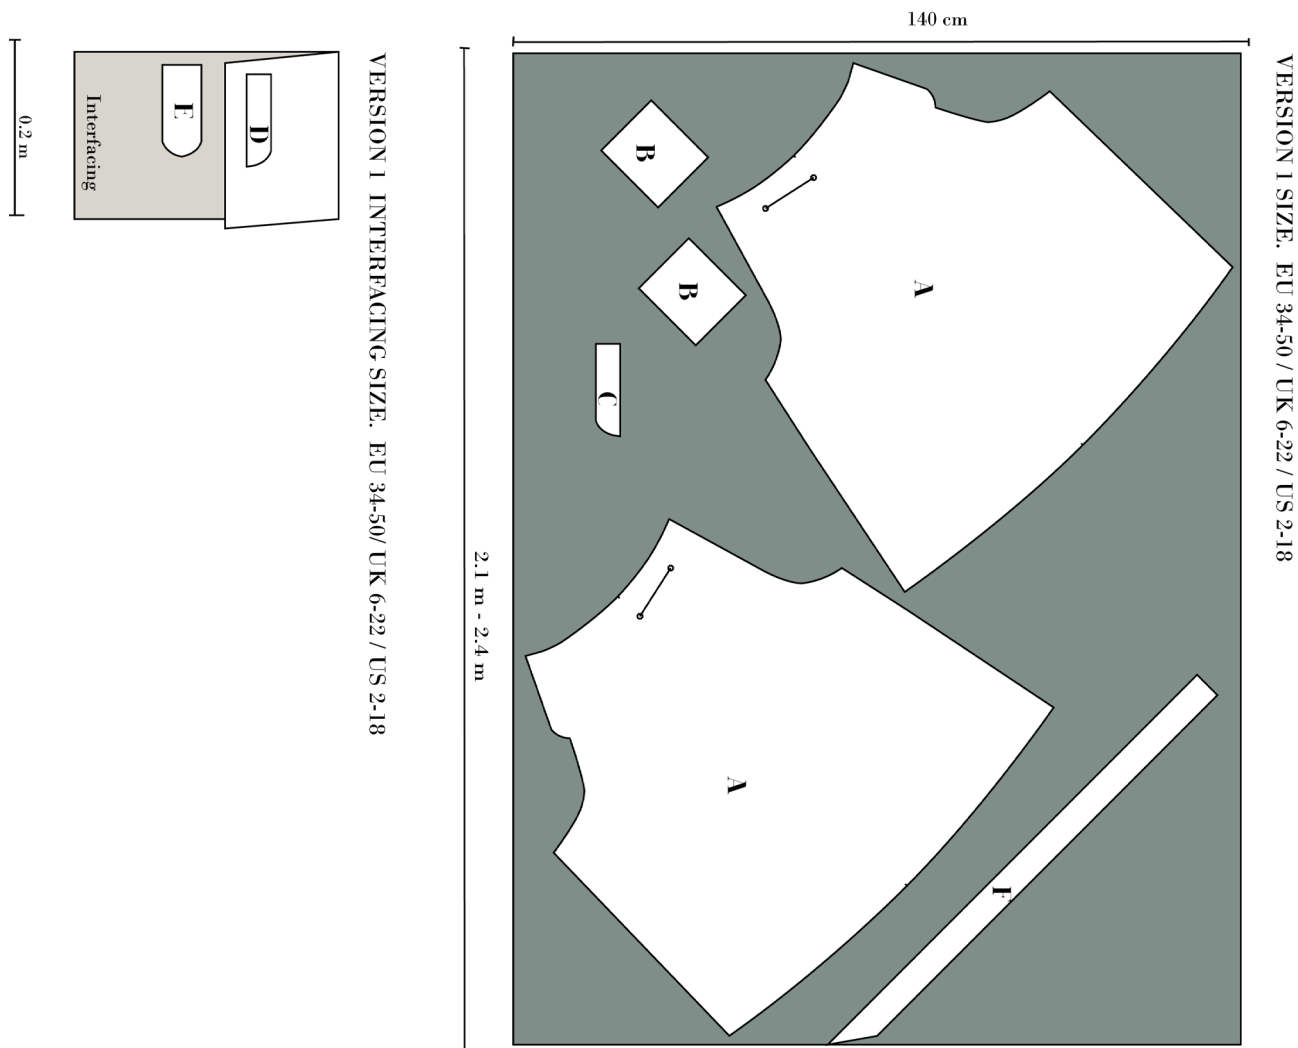 140 cm
VERSION 1 SIZE. EU 34-50 / UK 6-22 / US 2-18
A
B
B
C
A
F
2.1 m - 2.4 m
VERSION 1 INTERFACING SIZE. EU 34-50/ UK 6-22 / US 2-18
D
E
Interfacing
0.2 m